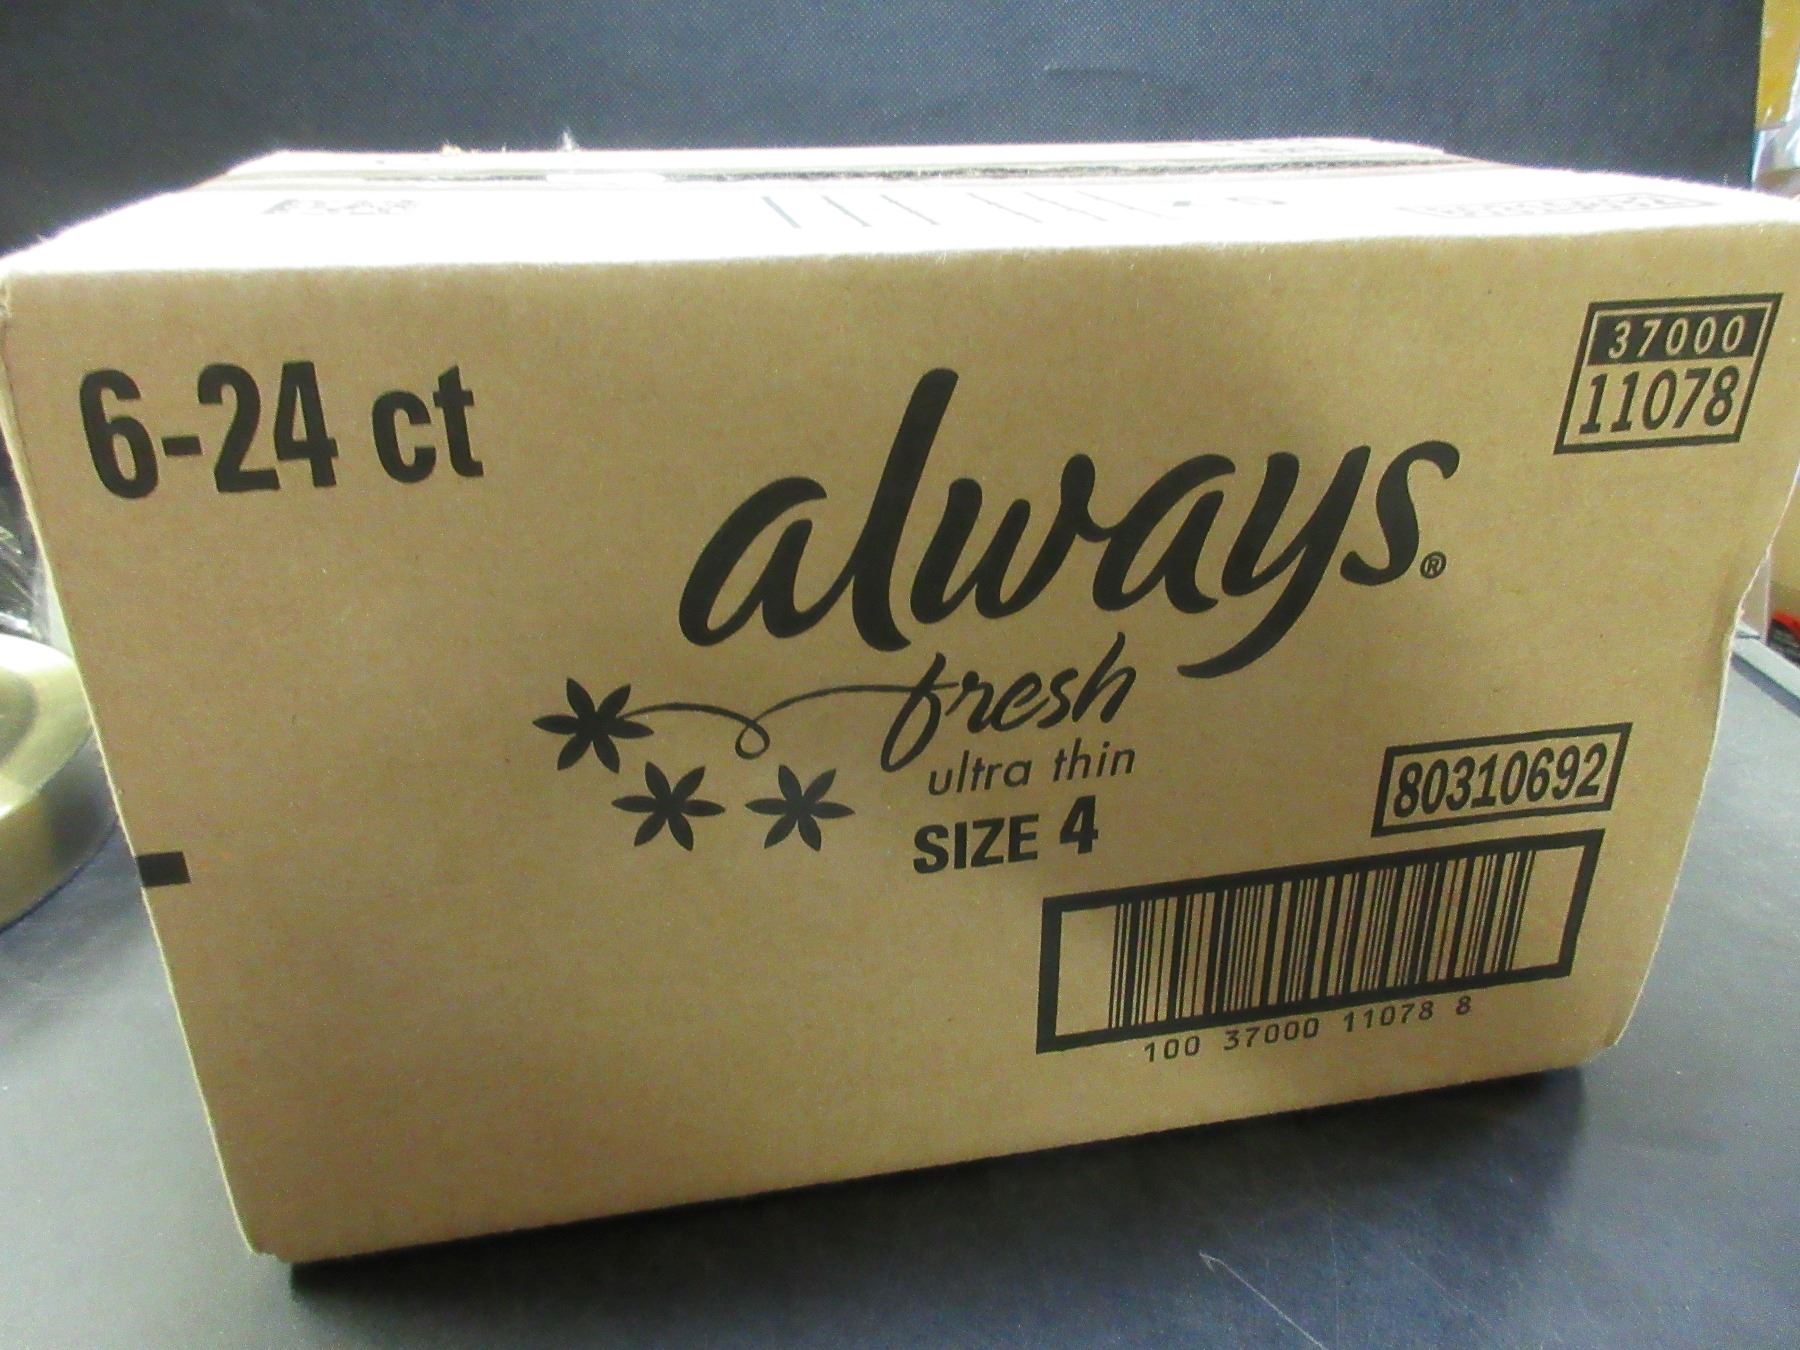 37000
11078
6-24 ct
always®
fresh
ultra thin
SIZE 4
80310692
100 37000 11078 8